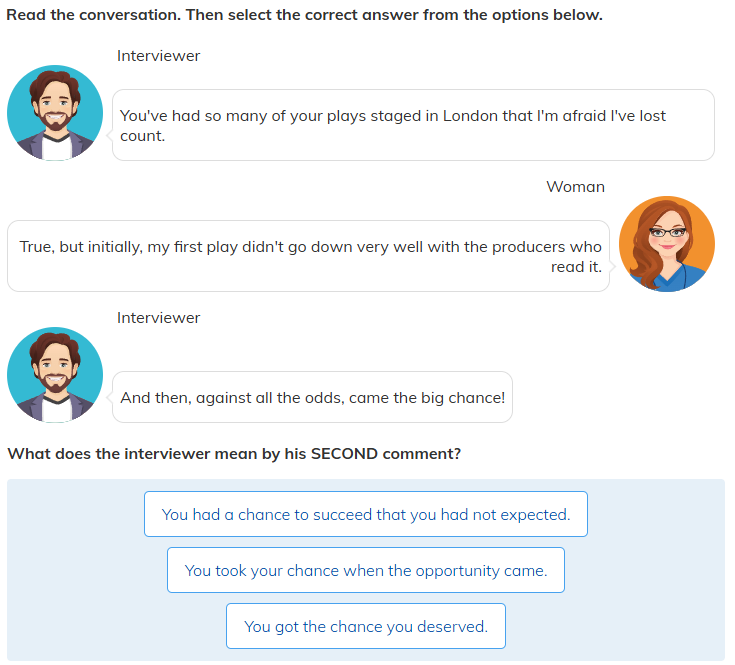 Read the conversation. Then select the correct answer from the options below.
Interviewer
You've had so many of your plays staged in London that I'm afraid I've lost
count.
Woman
True, but initially, my first play didn't go down very well with the producers who
read it.
Interviewer
And then, against all the odds, came the big chance!
What does the interviewer mean by his SECOND comment?
You had a chance to succeed that you had not expected.
You took your chance when the opportunity came.
You got the chance you deserved.